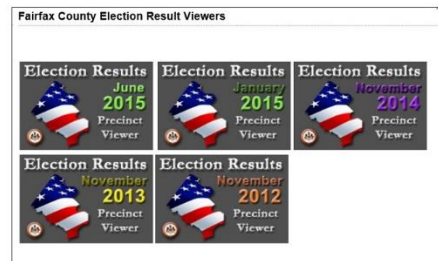 Fairfax County Election Result Viewers
Election Results
June
2015
Precinct
Viewer
Election Results
January
2015
Precinct
Viewer
Election Results
November
2014
Precinct
Viewer
Election Results
November
2013
Precinct
Viewer
Election Results
November
2012
Precinct
Viewer